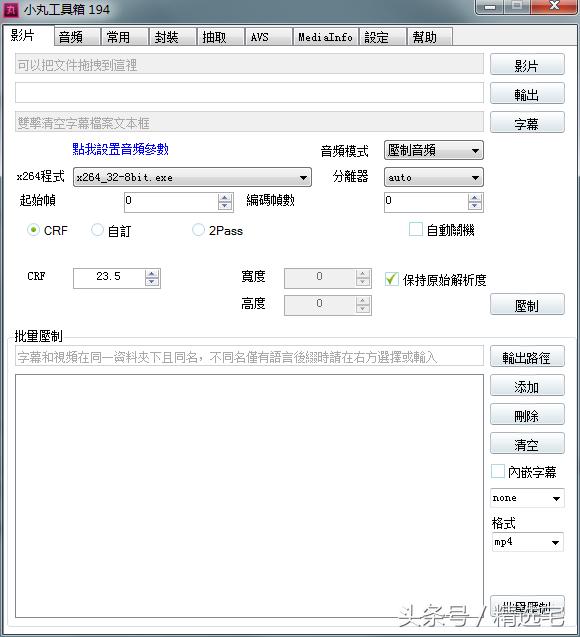 小丸工具箱 194
影片 音頻 常用 封裝 抽取 AVS MediaInfo 設定 幫助
可以把文件拖拽到這裡 影片
輸出
雙擊清空字幕檔案文本框 字幕
點我設置音頻參數 音頻模式 壓制音頻
x264程式 x264_32-8bit.exe 分離器 auto
起始幀 0 編碼幀數 0
CRF 自訂 2Pass 自動關機
CRF 23.5 寬度 0 保持原始解析度
高度 0 壓制
批量壓制
字幕和視頻在同一資料夾下且同名，不同名僅有語言後綴時請在右方選擇或輸入 輸出路徑
添加
刪除
清空
內嵌字幕
none
格式
mp4
批量壓制
头条号 / 精选宅